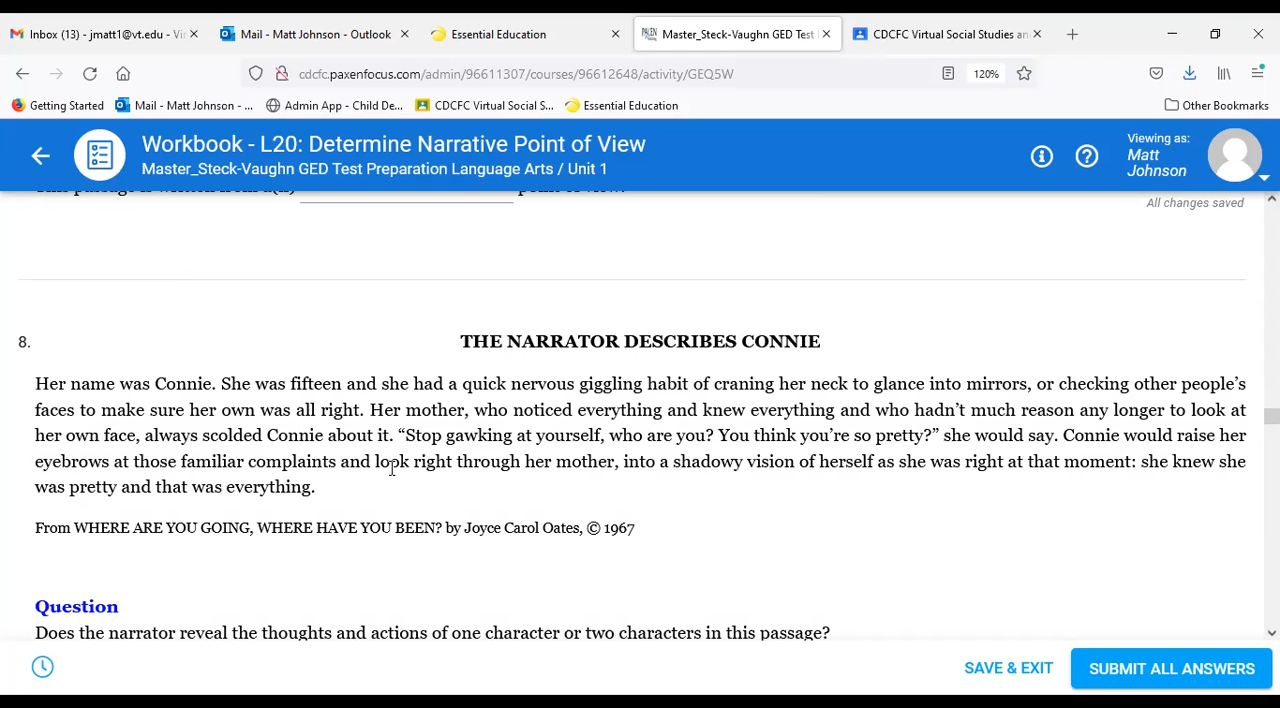 Inbox (13) - jmatt1@vt.edu - Vir
Mail - Matt Johnson - Outlook
Essential Education
Master_Steck-Vaughn GED Test
CDCFC Virtual Social Studies an
cdcfc.paxenfocus.com/admin/96611307/courses/96612648/activity/GEQ5W
120%
Getting Started
Mail - Matt Johnson - ...
Admin App - Child De...
CDCFC Virtual Social S...
Essential Education
Other Bookmarks
Workbook - L20: Determine Narrative Point of View
Master_Steck-Vaughn GED Test Preparation Language Arts / Unit 1
Viewing as:
Matt
Johnson
This passage is written from a(n) ____ point of view.
All changes saved
8.
THE NARRATOR DESCRIBES CONNIE
Her name was Connie. She was fifteen and she had a quick nervous giggling habit of craning her neck to glance into mirrors, or checking other people’s
faces to make sure her own was all right. Her mother, who noticed everything and knew everything and who hadn’t much reason any longer to look at
her own face, always scolded Connie about it. “Stop gawking at yourself, who are you? You think you’re so pretty?” she would say. Connie would raise her
eyebrows at those familiar complaints and look right through her mother, into a shadowy vision of herself as she was right at that moment: she knew she
was pretty and that was everything.
From WHERE ARE YOU GOING, WHERE HAVE YOU BEEN? by Joyce Carol Oates, © 1967
Question
Does the narrator reveal the thoughts and actions of one character or two characters in this passage?
SAVE & EXIT
SUBMIT ALL ANSWERS